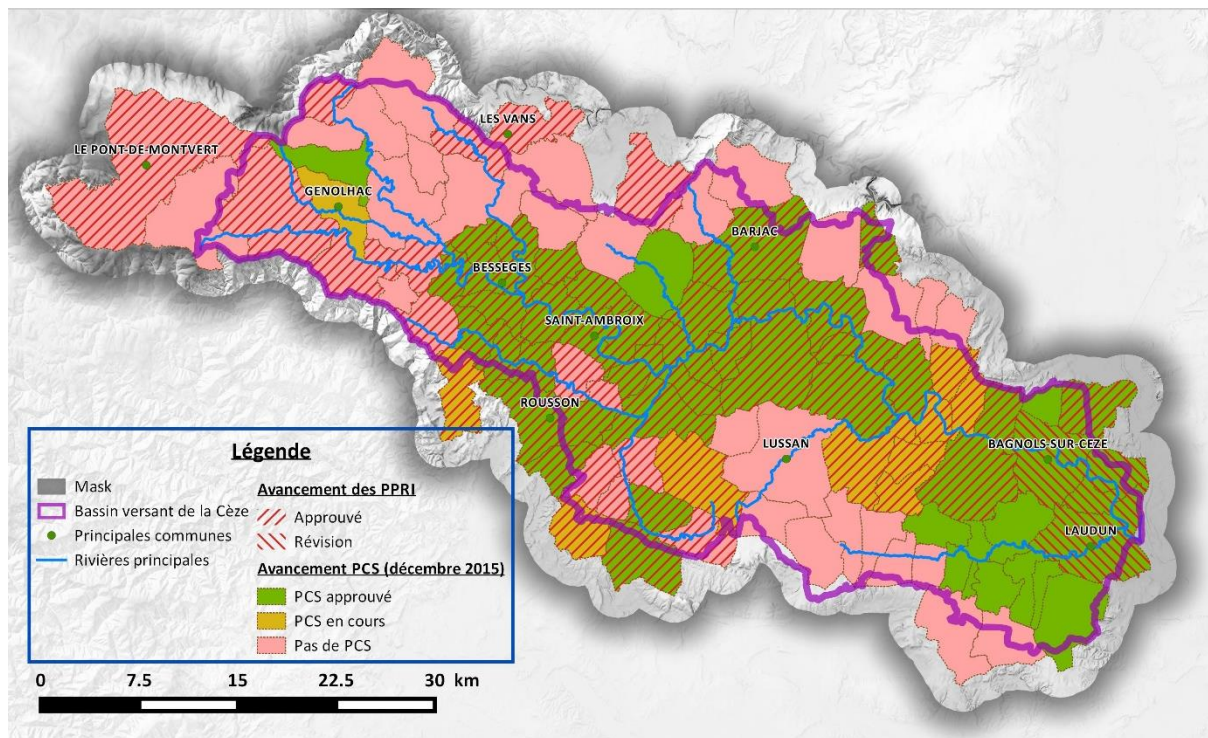 LES VANS
LE PONT-DE-MONTVERT
GENOLHAC
BARJAC
BESSEGES
SAINT-AMBROIX
ROUSSON
LUSSAN
BAGNOLS-SUR-CEZE
LAUDUN
Légende
Mask
Bassin versant de la Cèze
Principales communes
Rivières principales
Avancement des PPRI
Approuvé
Révision
Avancement PCS (décembre 2015)
PCS approuvé
PCS en cours
Pas de PCS
0 7.5 15 22.5 30 km